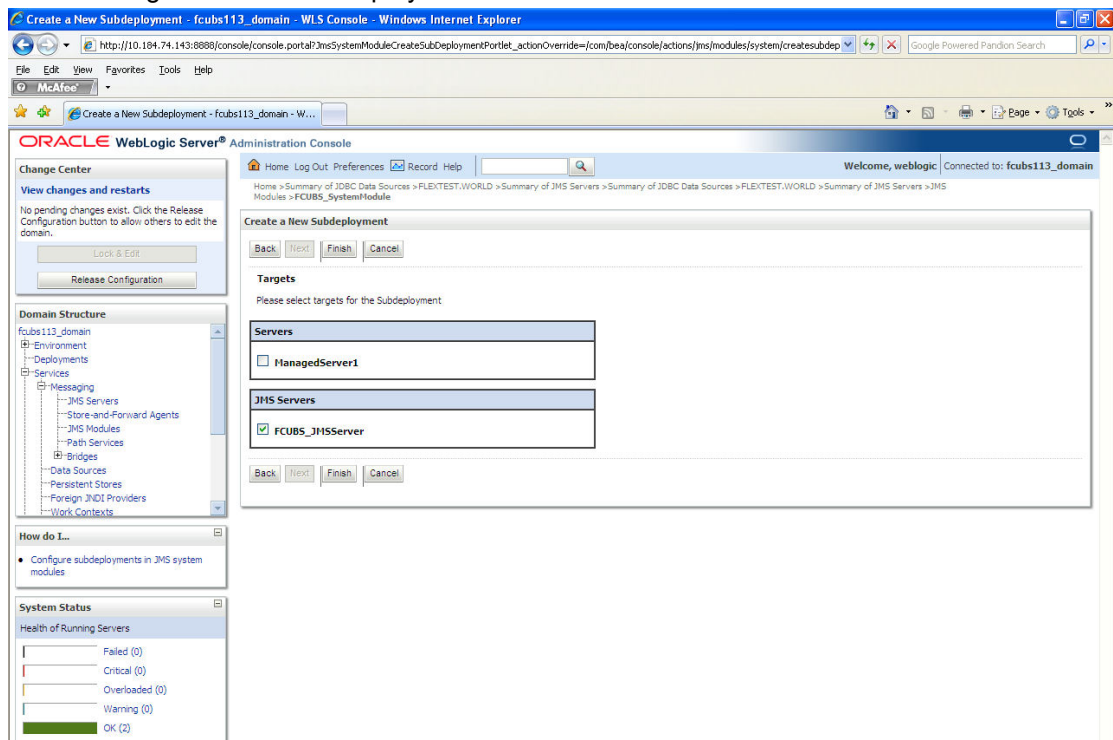 Create a New Subdeployment - fcubs113_domain - WLS Console - Windows Internet Explorer
http://10.184.74.143:8888/console/console.portal?JmsSystemModuleCreateSubDeploymentPortlet_actionOverride=/com/bea/console/actions/jms/modules/system/createsubdep
Google Powered Pandion Search
File Edit View Favorites Tools Help
McAfee
Create a New Subdeployment - fcubs113_domain - W...
Page Tools »
ORACLE WebLogic Server® Administration Console
Change Center
View changes and restarts
No pending changes exist. Click the Release
Configuration button to allow others to edit the
domain.
Lock & Edit
Release Configuration
Domain Structure
fcubs113_domain
Environment
Deployments
Services
Messaging
JMS Servers
Store-and-Forward Agents
JMS Modules
Path Services
Bridges
Data Sources
Persistent Stores
Foreign JNDI Providers
Work Contexts
How do I...
Configure subdeployments in JMS system
modules
System Status
Health of Running Servers
Failed (0)
Critical (0)
Overloaded (0)
Warning (0)
OK (2)
Home Log Out Preferences Record Help
Welcome, weblogic Connected to: fcubs113_domain
Home >Summary of JDBC Data Sources >FLEXTEST.WORLD >Summary of JMS Servers >Summary of JDBC Data Sources >FLEXTEST.WORLD >Summary of JMS Servers >JMS
Modules >FCUBS_SystemModule
Create a New Subdeployment
Back Next Finish Cancel
Targets
Please select targets for the Subdeployment
Servers
ManagedServer1
JMS Servers
FCUBS_JMSServer
Back Next Finish Cancel